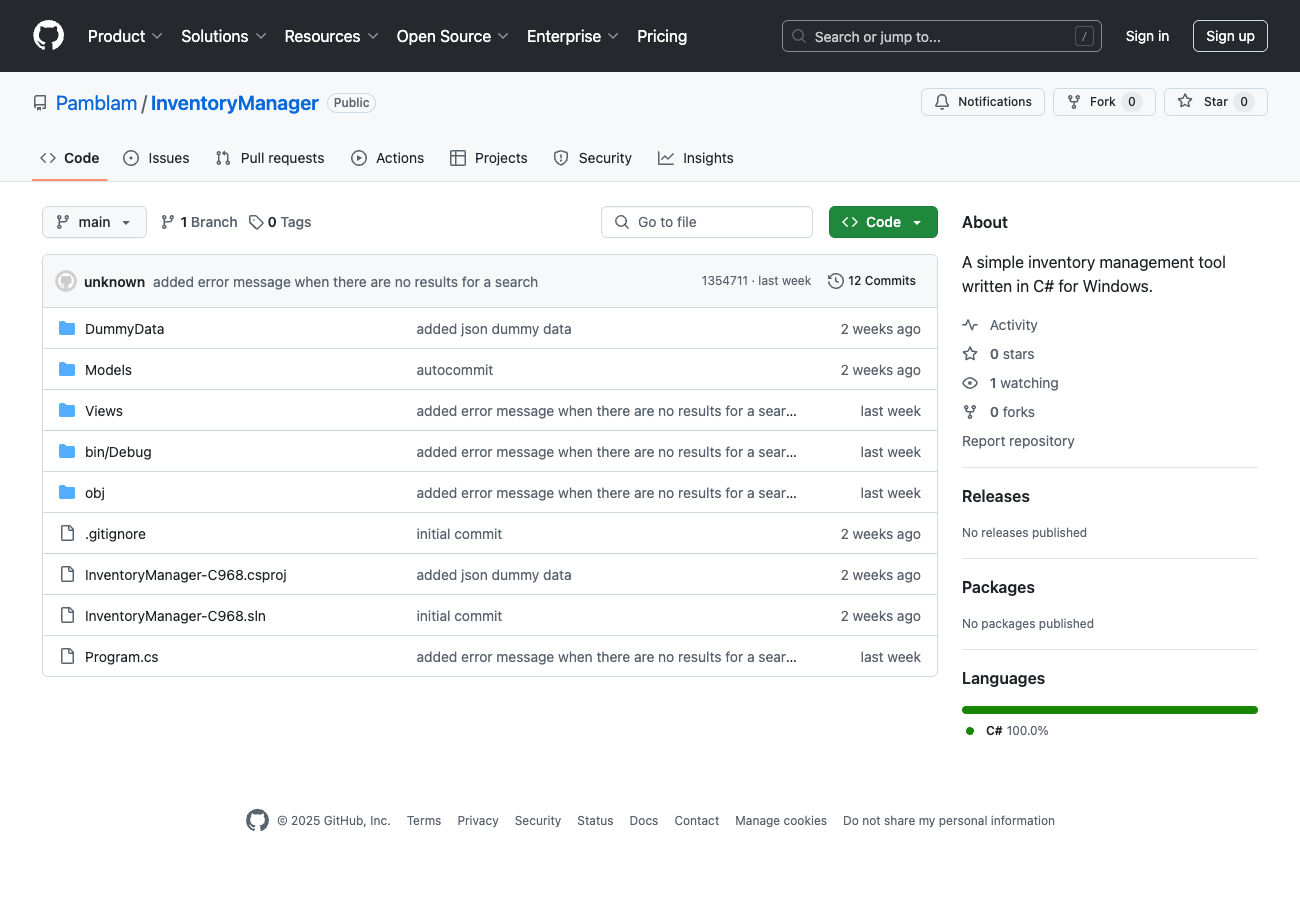 Product Solutions Resources Open Source Enterprise Pricing Search or jump to... / Sign in Sign up
Pamblam / InventoryManager Public Notifications Fork 0 Star 0
Code Issues Pull requests Actions Projects Security Insights
main 1 Branch 0 Tags Go to file Code
unknown added error message when there are no results for a search 1354711 · last week 12 Commits
DummyData added json dummy data 2 weeks ago
Models autocommit 2 weeks ago
Views added error message when there are no results for a sear... last week
bin/Debug added error message when there are no results for a sear... last week
obj added error message when there are no results for a sear... last week
.gitignore initial commit 2 weeks ago
InventoryManager-C968.csproj added json dummy data 2 weeks ago
InventoryManager-C968.sln initial commit 2 weeks ago
Program.cs added error message when there are no results for a sear... last week
About
A simple inventory management tool
written in C# for Windows.
Activity
0 stars
1 watching
0 forks
Report repository
Releases
No releases published
Packages
No packages published
Languages
C# 100.0%
© 2025 GitHub, Inc. Terms Privacy Security Status Docs Contact Manage cookies Do not share my personal information